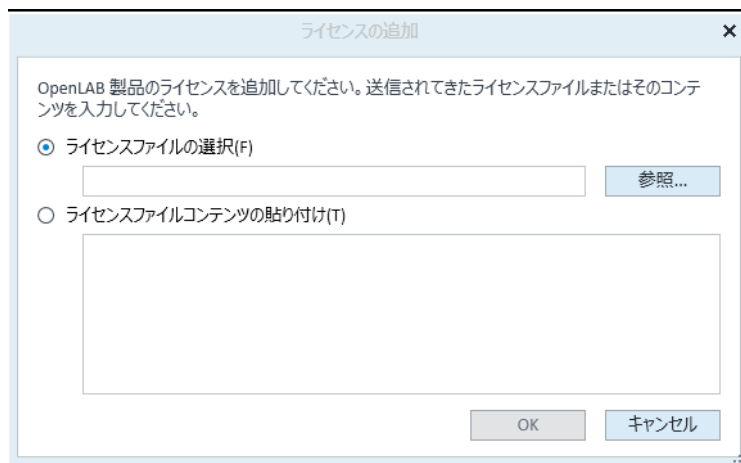 ライセンスの追加
OpenLAB 製品のライセンスを追加してください。送信されてきたライセンスファイルまたはそのコンテ
ンツを入力してください。
ライセンスファイルの選択(F)
参照...
ライセンスファイルコンテンツの貼り付け(T)
OK
キャンセル